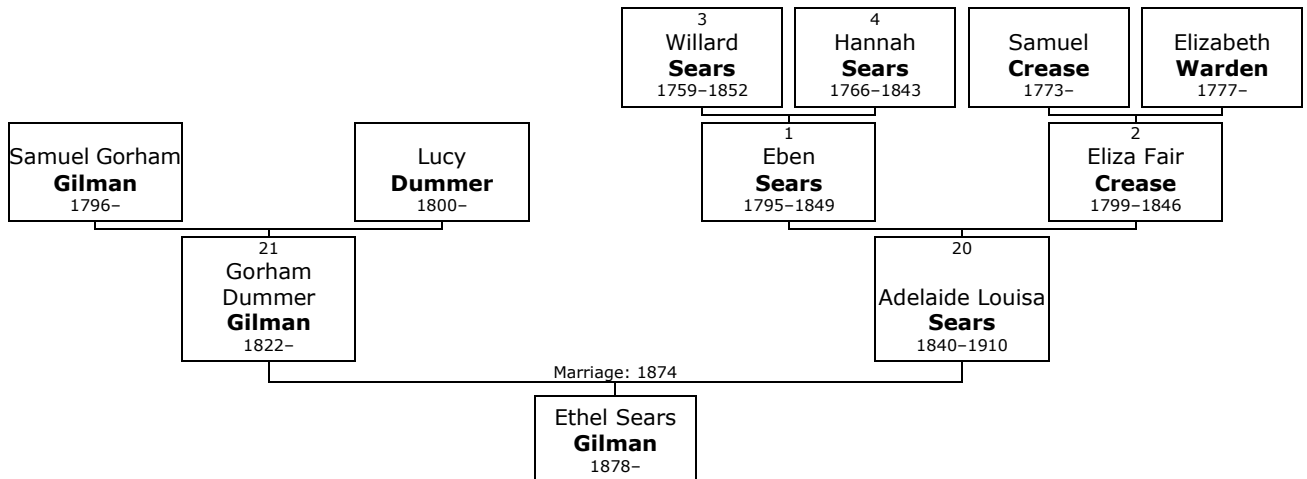 3
Willard
Sears
1759–1852
4
Hannah
Sears
1766–1843
Samuel
Crease
1773–
Elizabeth
Warden
1777–
Samuel Gorham
Gilman
1796–
Lucy
Dummer
1800–
1
Eben
Sears
1795–1849
2
Eliza Fair
Crease
1799–1846
21
Gorham
Dummer
Gilman
1822–
20
Adelaide Louisa
Sears
1840–1910
Marriage: 1874
Ethel Sears
Gilman
1878–